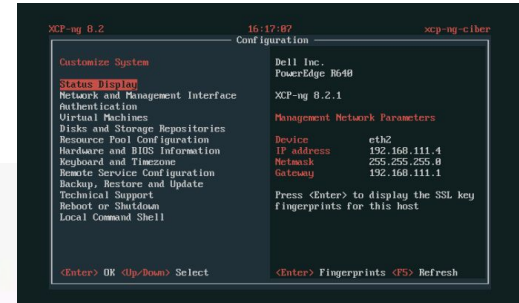 XCP-ng 8.2 16:17:07 xcp-ng-ciber
Configuration
Customize System
Status Display
Network and Management Interface
Authentication
Virtual Machines
Disks and Storage Repositories
Resource Pool Configuration
Hardware and BIOS Information
Keyboard and Timezone
Remote Service Configuration
Backup, Restore and Update
Technical Support
Reboot or Shutdown
Local Command Shell
<Enter> OK <Up/Down> Select
Dell Inc.
PowerEdge R640
XCP-ng 8.2.1
Management Network Parameters
Device eth2
IP address 192.168.111.4
Netmask 255.255.255.0
Gateway 192.168.111.1
Press <Enter> to display the SSL key
fingerprints for this host
<Enter> Fingerprints <F5> Refresh